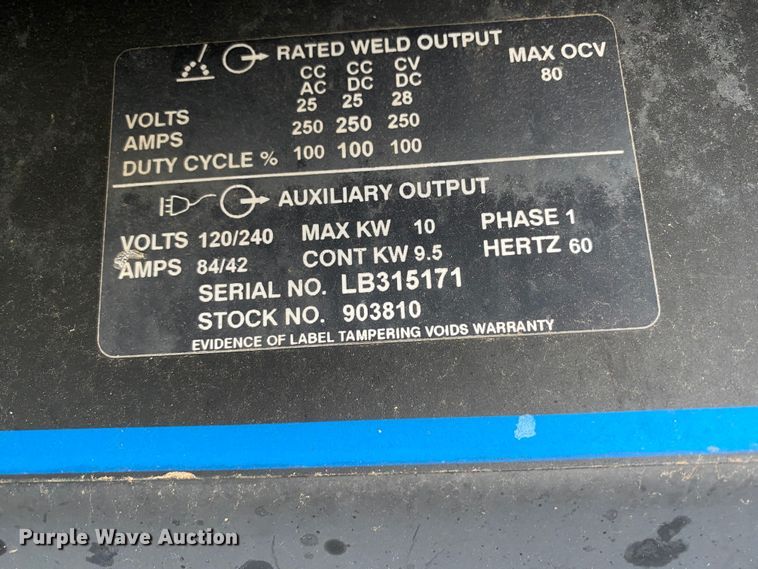 RATED WELD OUTPUT
MAX OCV
80
CC CC CV
AC DC DC
VOLTS 25 25 28
AMPS 250 250 250
DUTY CYCLE % 100 100 100
AUXILIARY OUTPUT
VOLTS 120/240 MAX KW 10 PHASE 1
AMPS 84/42 CONT KW 9.5 HERTZ 60
SERIAL NO. LB315171
STOCK NO. 903810
EVIDENCE OF LABEL TAMPERING VOIDS WARRANTY
Purple Wave Auction